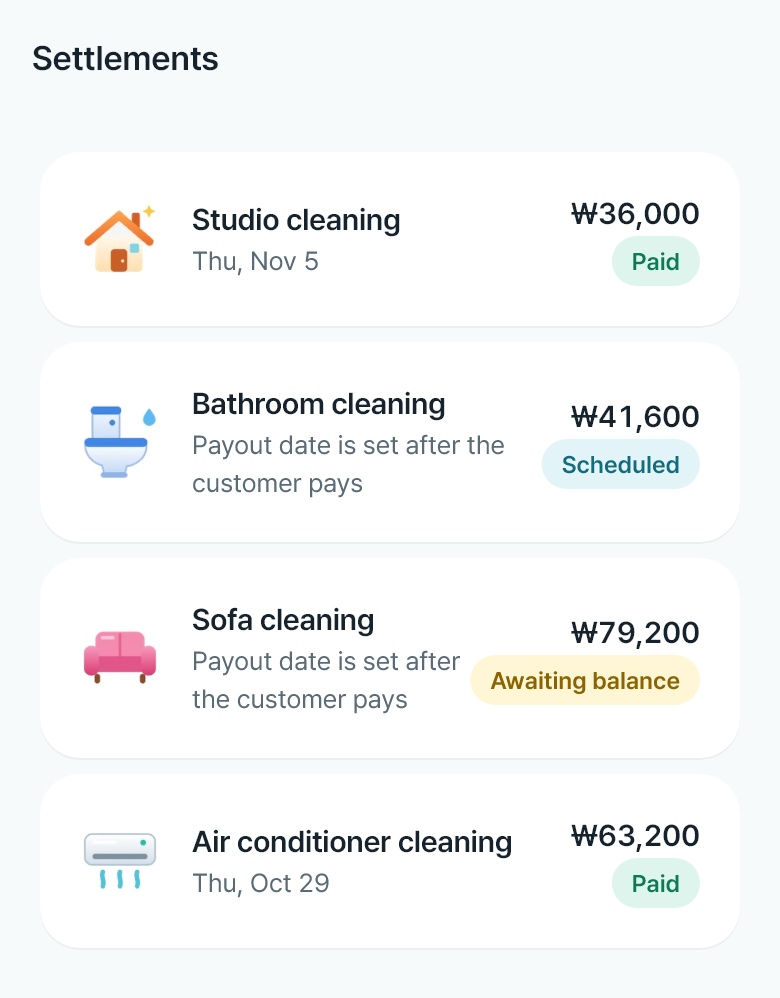 Settlements
Studio cleaning
₩36,000
Thu, Nov 5
Paid
Bathroom cleaning
₩41,600
Payout date is set after the
customer pays
Scheduled
Sofa cleaning
₩79,200
Payout date is set after
the customer pays
Awaiting balance
Air conditioner cleaning
₩63,200
Thu, Oct 29
Paid